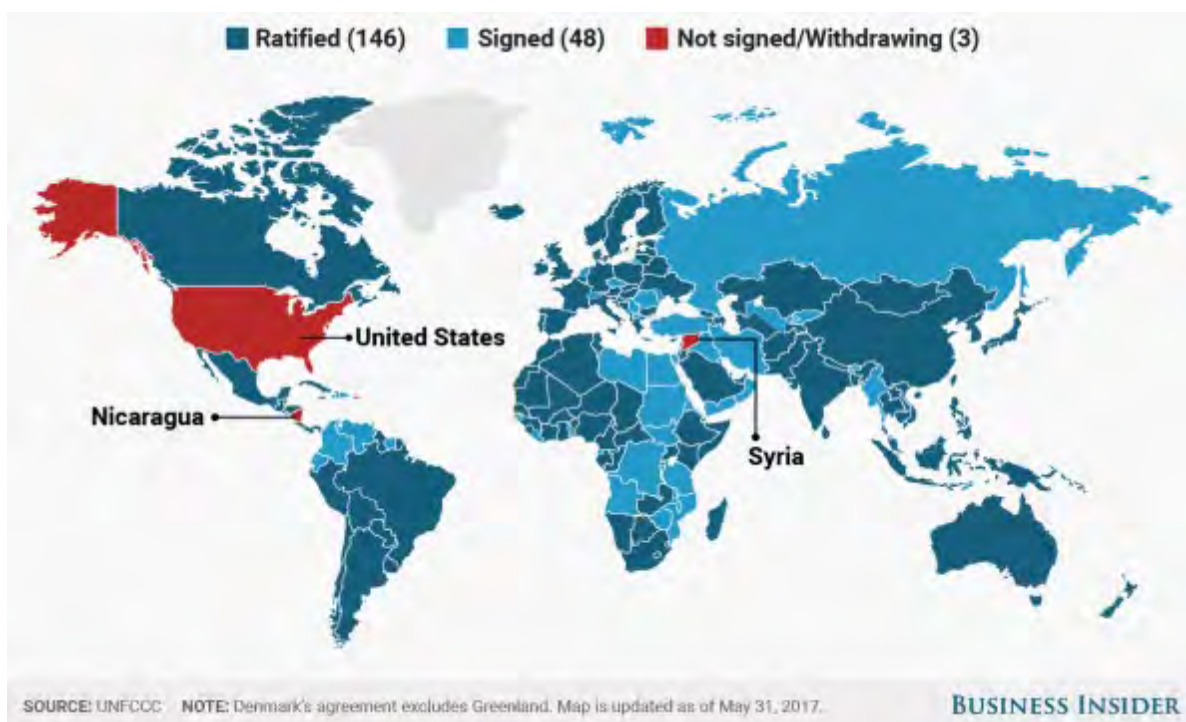 Ratified (146) Signed (48) Not signed/Withdrawing (3)
United States
Nicaragua
Syria
SOURCE: UNFCCC NOTE: Denmark's agreement excludes Greenland. Map is updated as of May 31, 2017.
BUSINESS INSIDER